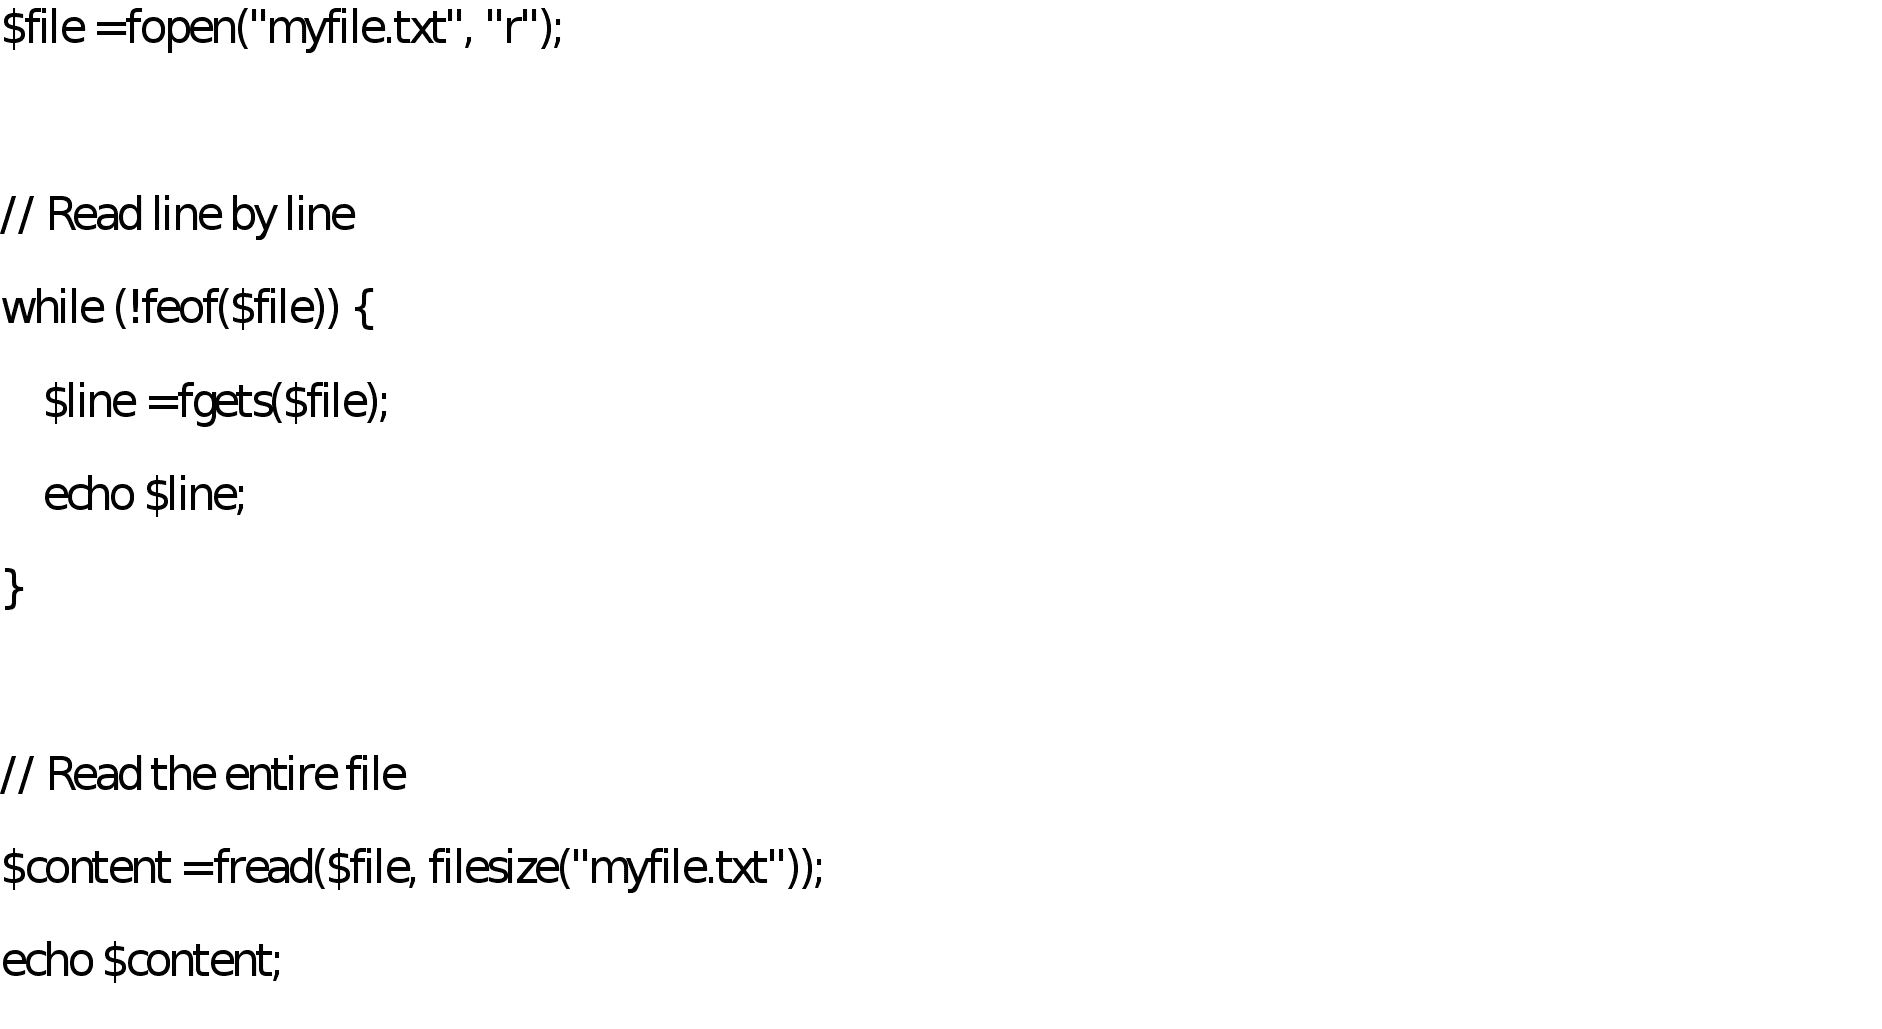 $file = fopen("myfile.txt", "r");
// Read line by line
while (!feof($file)) {
    $line = fgets($file);
    echo $line;
}
// Read the entire file
$content = fread($file, filesize("myfile.txt"));
echo $content;